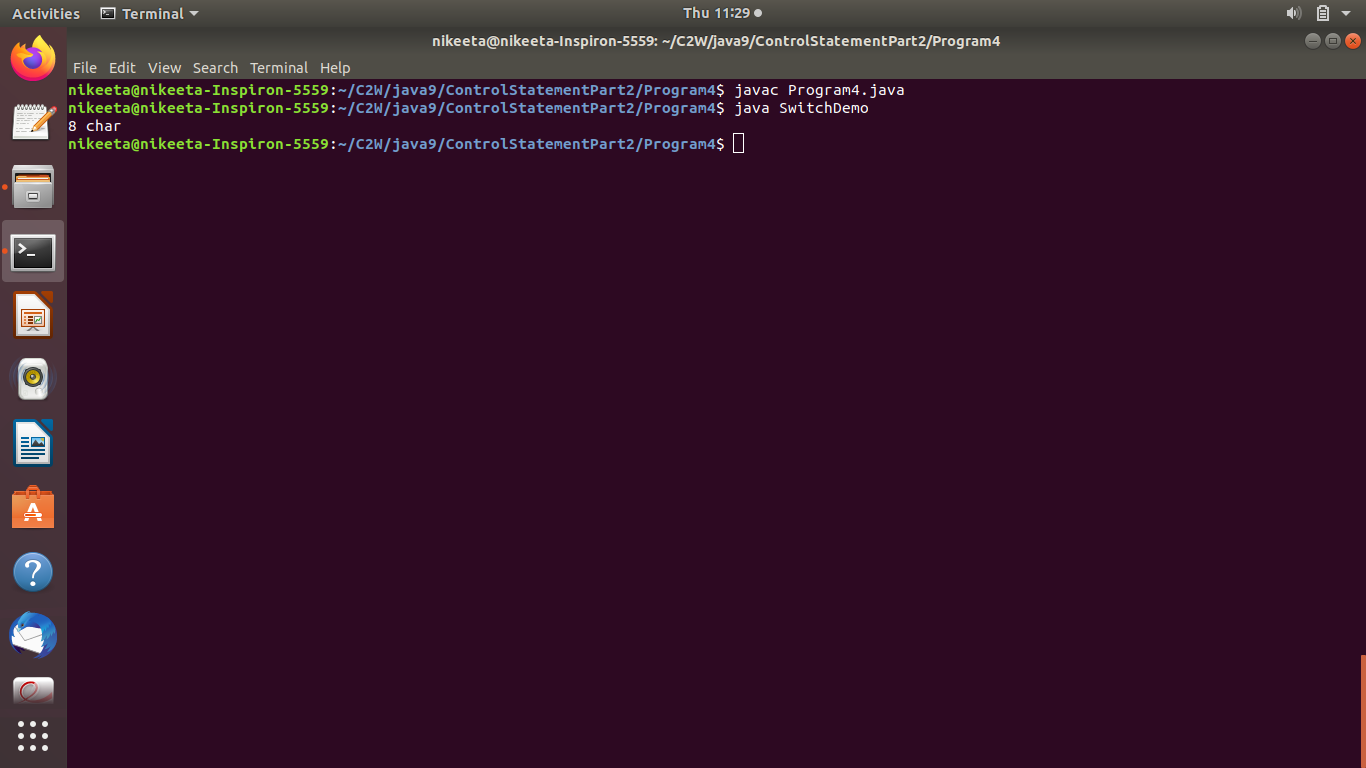 Activities Terminal Thu 11:29
nikeeta@nikeeta-Inspiron-5559: ~/C2W/java9/ControlStatementPart2/Program4
File Edit View Search Terminal Help
nikeeta@nikeeta-Inspiron-5559:~/C2W/java9/ControlStatementPart2/Program4$ javac Program4.java
nikeeta@nikeeta-Inspiron-5559:~/C2W/java9/ControlStatementPart2/Program4$ java SwitchDemo
8 char
nikeeta@nikeeta-Inspiron-5559:~/C2W/java9/ControlStatementPart2/Program4$